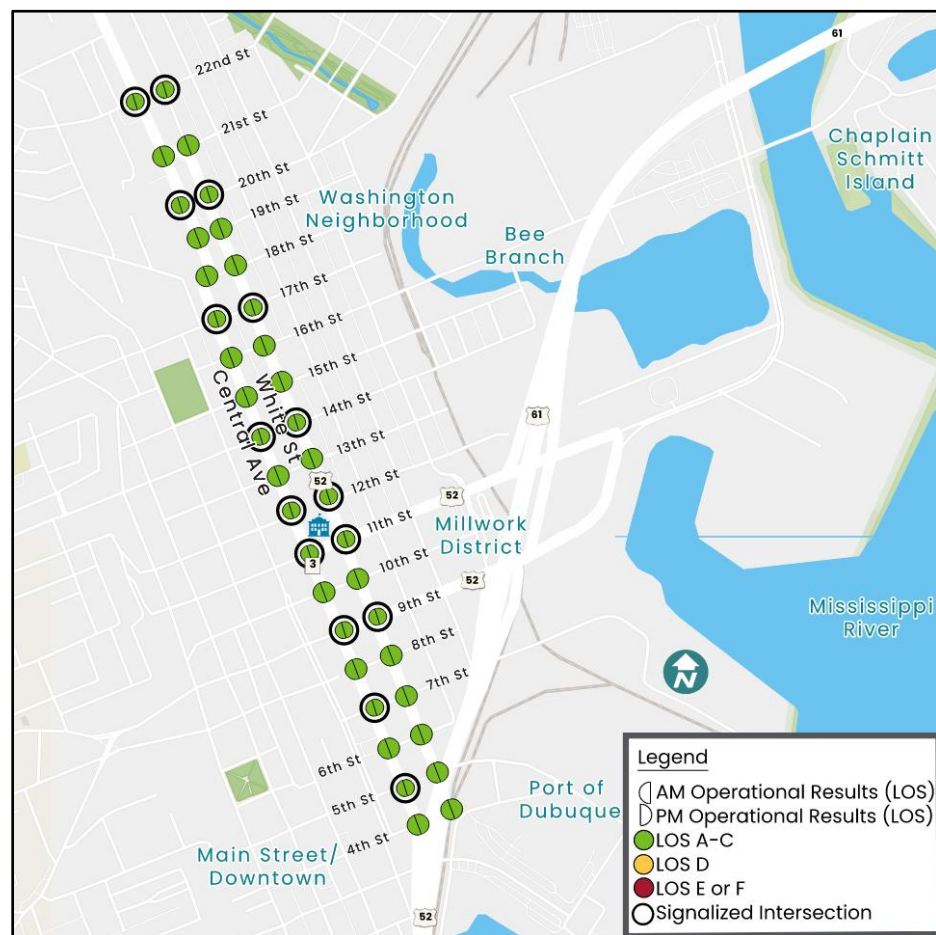 61
22nd St
21st St
20th St
19th St
18th St
17th St
16th St
15th St
14th St
13th St
12th St
11th St
10th St
9th St
8th St
7th St
6th St
5th St
4th St
Central Ave
White St
Washington
Neighborhood
Bee
Branch
Chaplain
Schmitt
Island
61
52
52
3
52
Millwork
District
Mississippi
River
N
Port of
Dubuque
Main Street/
Downtown
52
Legend
AM Operational Results (LOS)
PM Operational Results (LOS)
LOS A-C
LOS D
LOS E or F
Signalized Intersection